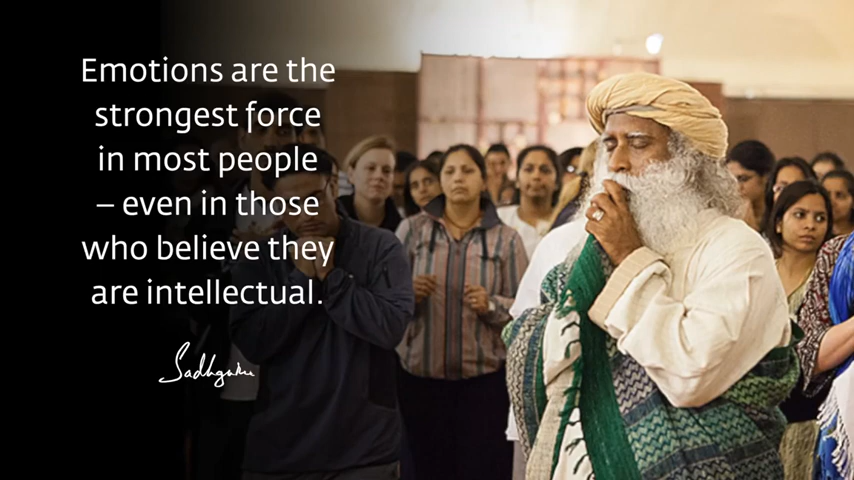 Emotions are the
strongest force
in most people
– even in those
who believe they
are intellectual.
Sadhguru